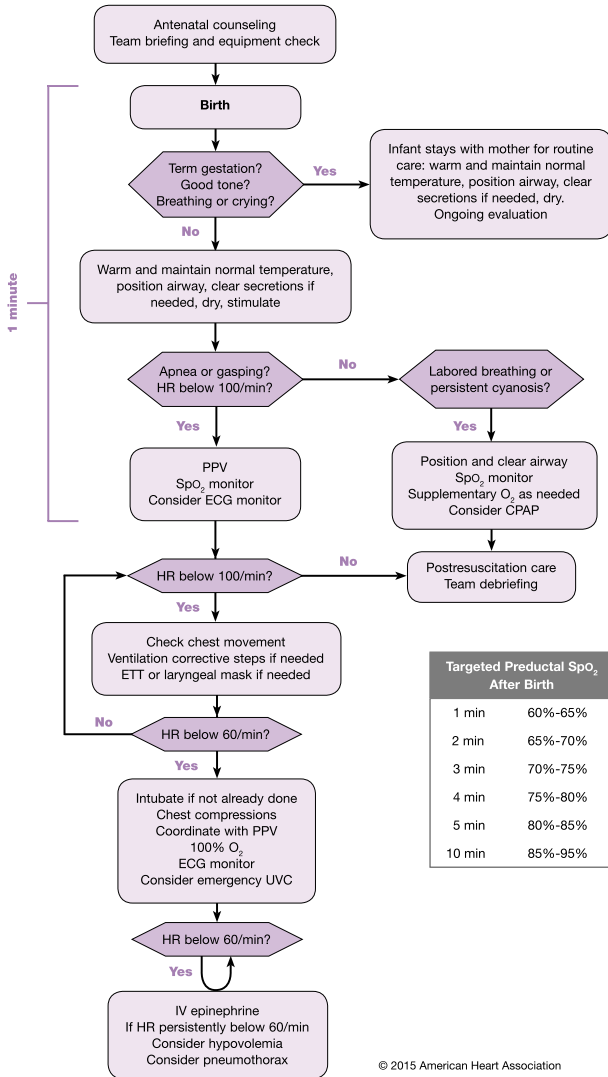 Antenatal counseling
Team briefing and equipment check
Birth
1 minute
Term gestation?
Good tone?
Breathing or crying?
Yes
Infant stays with mother for routine
care: warm and maintain normal
temperature, position airway, clear
secretions if needed, dry.
Ongoing evaluation
No
Warm and maintain normal temperature,
position airway, clear secretions if
needed, dry, stimulate
Apnea or gasping?
HR below 100/min?
No
Labored breathing or
persistent cyanosis?
Yes
Yes
PPV
SpO₂ monitor
Consider ECG monitor
Position and clear airway
SpO₂ monitor
Supplementary O₂ as needed
Consider CPAP
HR below 100/min?
No
Postresuscitation care
Team debriefing
Yes
Check chest movement
Ventilation corrective steps if needed
ETT or laryngeal mask if needed
No
HR below 60/min?
Yes
Intubate if not already done
Chest compressions
Coordinate with PPV
100% O₂
ECG monitor
Consider emergency UVC
HR below 60/min?
Yes
IV epinephrine
If HR persistently below 60/min
Consider hypovolemia
Consider pneumothorax
Targeted Preductal SpO₂
After Birth
1 min 60%-65%
2 min 65%-70%
3 min 70%-75%
4 min 75%-80%
5 min 80%-85%
10 min 85%-95%
© 2015 American Heart Association